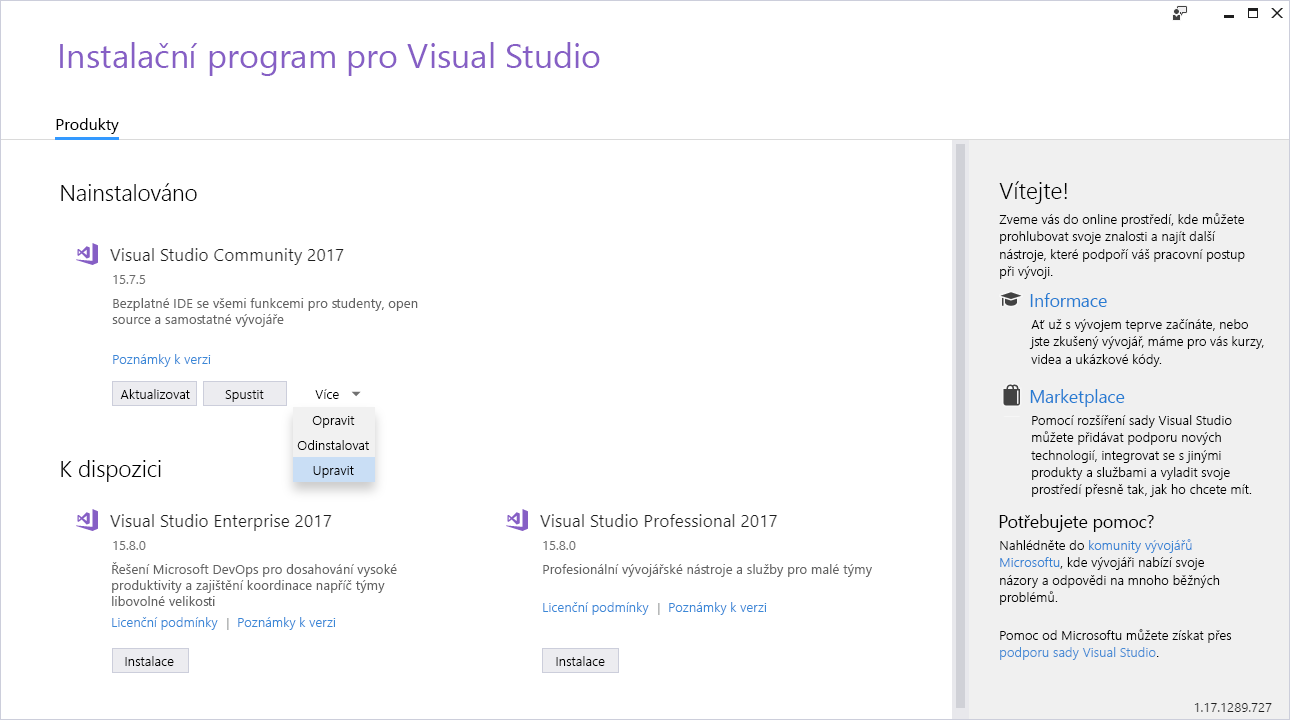 Instalační program pro Visual Studio
Produkty
Nainstalováno
Visual Studio Community 2017
15.7.5
Bezplatné IDE se všemi funkcemi pro studenty, open
source a samostatné vývojáře
Poznámky k verzi
Aktualizovat
Spustit
Více
Opravit
Odinstalovat
Upravit
K dispozici
Visual Studio Enterprise 2017
15.8.0
Řešení Microsoft DevOps pro dosahování vysoké
produktivity a zajištění koordinace napříč týmy
libovolné velikosti
Licenční podmínky | Poznámky k verzi
Instalace
Visual Studio Professional 2017
15.8.0
Profesionální vývojářské nástroje a služby pro malé týmy
Licenční podmínky | Poznámky k verzi
Instalace
Vítejte!
Zveme vás do online prostředí, kde můžete
prohlubovat svoje znalosti a najít další
nástroje, které podpoří váš pracovní postup
při vývoji.
Informace
Ať už s vývojem teprve začínáte, nebo
jste zkušený vývojář, máme pro vás kurzy,
videa a ukázkové kódy.
Marketplace
Pomocí rozšíření sady Visual Studio
můžete přidávat podporu nových
technologií, integrovat se s jinými
produkty a službami a vyladit svoje
prostředí přesně tak, jak ho chcete mít.
Potřebujete pomoc?
Nahlédněte do komunity vývojářů
Microsoftu, kde vývojáři nabízí svoje
názory a odpovědi na mnoho běžných
problémů.
Pomoc od Microsoftu můžete získat přes
podporu sady Visual Studio.
1.17.1289.727